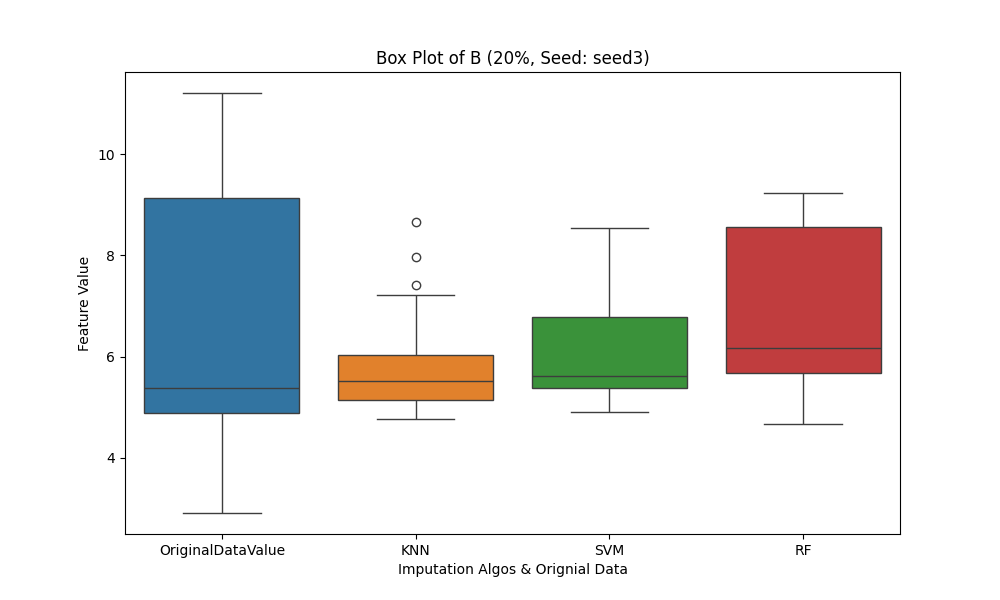 Box Plot of B (20%, Seed: seed3)
10
8
6
4
Feature Value
OriginalDataValue KNN SVM RF
Imputation Algos & Orignial Data